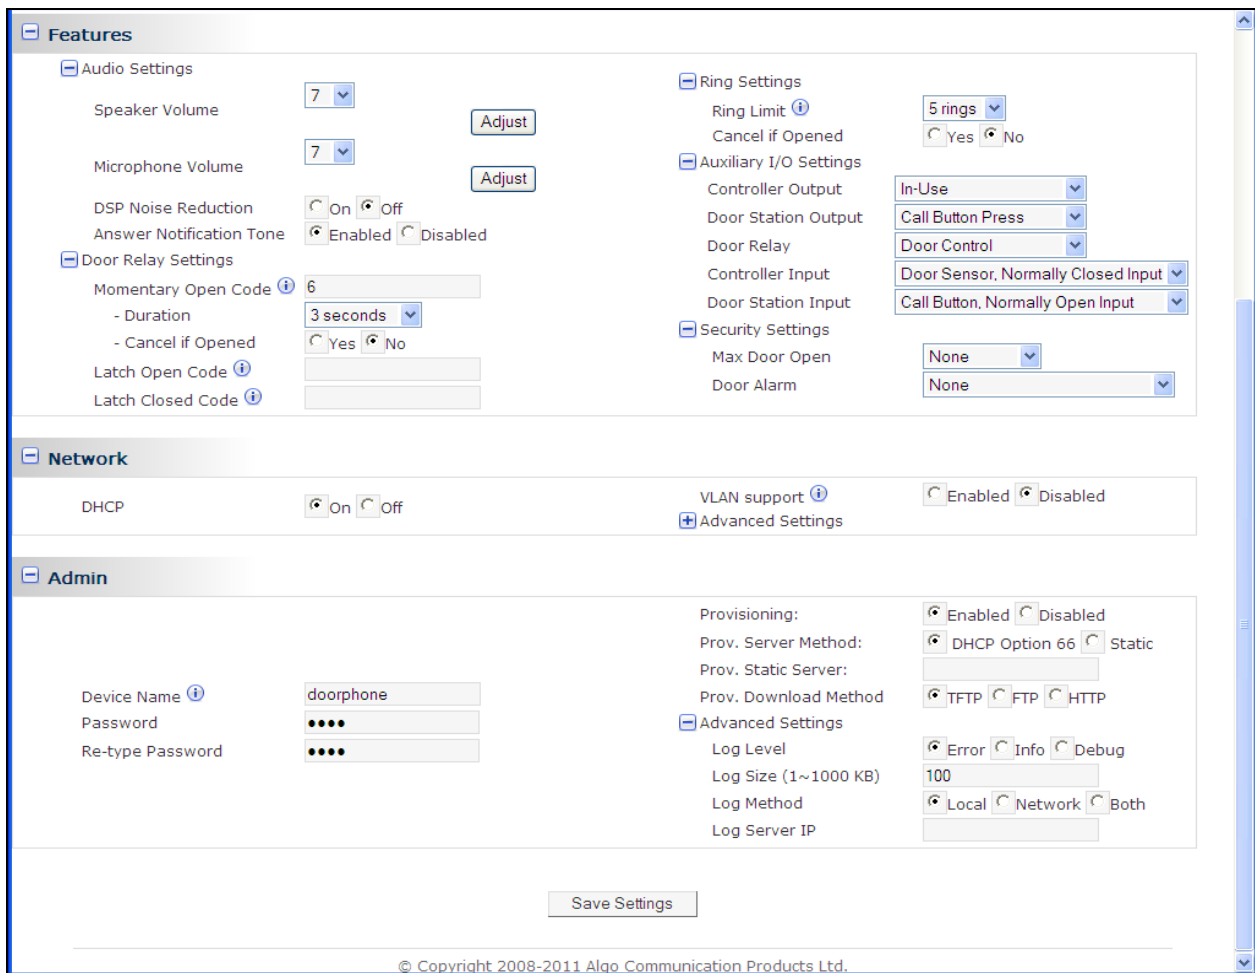 Features
Audio Settings
Speaker Volume 7 Adjust
Microphone Volume 7 Adjust
DSP Noise Reduction On Off
Answer Notification Tone Enabled Disabled
Door Relay Settings
Momentary Open Code 6
- Duration 3 seconds
- Cancel if Opened Yes No
Latch Open Code
Latch Closed Code
Ring Settings
Ring Limit 5 rings
Cancel if Opened Yes No
Auxiliary I/O Settings
Controller Output In-Use
Door Station Output Call Button Press
Door Relay Door Control
Controller Input Door Sensor, Normally Closed Input
Door Station Input Call Button, Normally Open Input
Security Settings
Max Door Open None
Door Alarm None
Network
DHCP On Off
VLAN support Enabled Disabled
Advanced Settings
Admin
Device Name doorphone
Password ••••
Re-type Password ••••
Provisioning: Enabled Disabled
Prov. Server Method: DHCP Option 66 Static
Prov. Static Server:
Prov. Download Method TFTP FTP HTTP
Advanced Settings
Log Level Error Info Debug
Log Size (1~1000 KB) 100
Log Method Local Network Both
Log Server IP
Save Settings
© Copyright 2008-2011 Algo Communication Products Ltd.